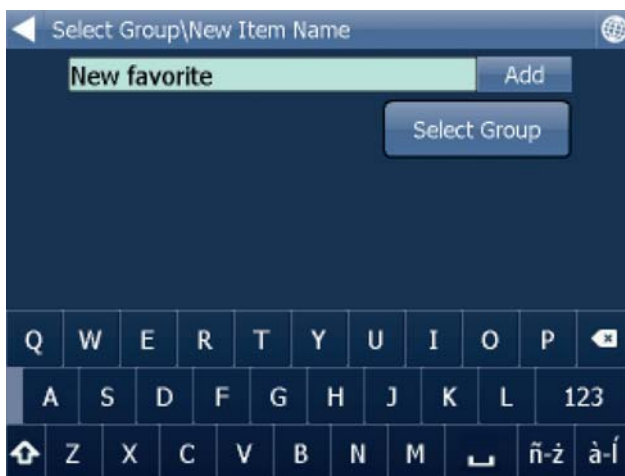 Select Group\New Item Name
New favorite Add
Select Group
Q W E R T Y U I O P
A S D F G H J K L 123
Z X C V B N M ñ-ż à-Í